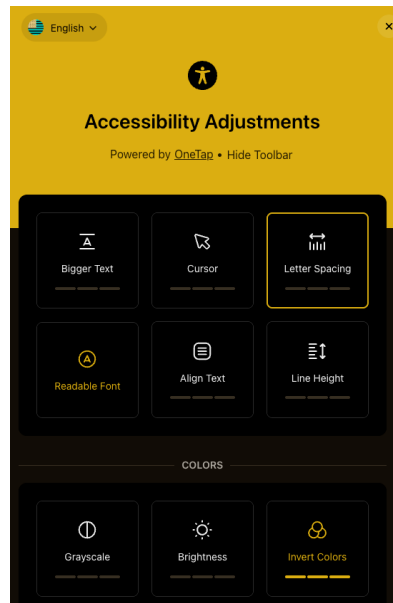 English
Accessibility Adjustments
Powered by OneTap • Hide Toolbar
Bigger Text
Cursor
Letter Spacing
Readable Font
Align Text
Line Height
COLORS
Grayscale
Brightness
Invert Colors